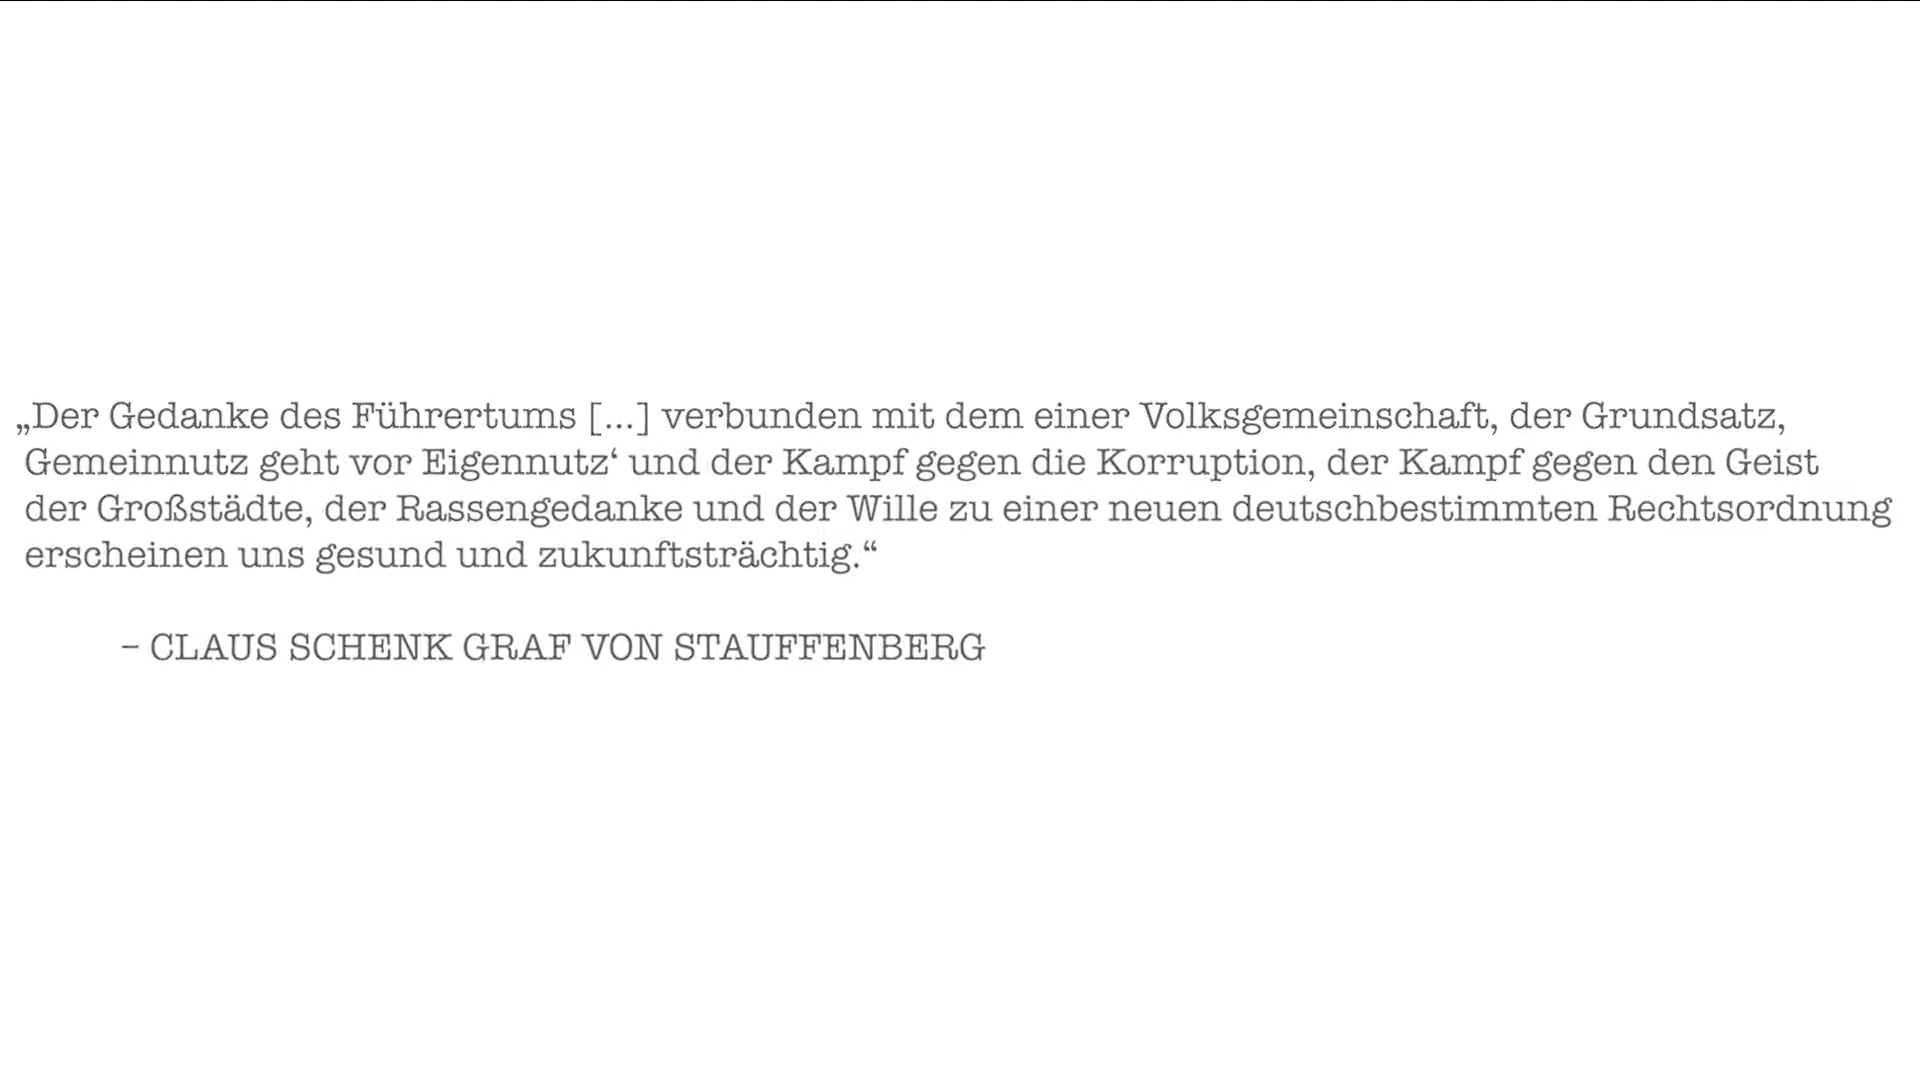 „Der Gedanke des Führertums [...] verbunden mit dem einer Volksgemeinschaft, der Grundsatz,
Gemeinnutz geht vor Eigennutz‘ und der Kampf gegen die Korruption, der Kampf gegen den Geist
der Großstädte, der Rassengedanke und der Wille zu einer neuen deutschbestimmten Rechtsordnung
erscheinen uns gesund und zukunftsträchtig.“
– CLAUS SCHENK GRAF VON STAUFFENBERG